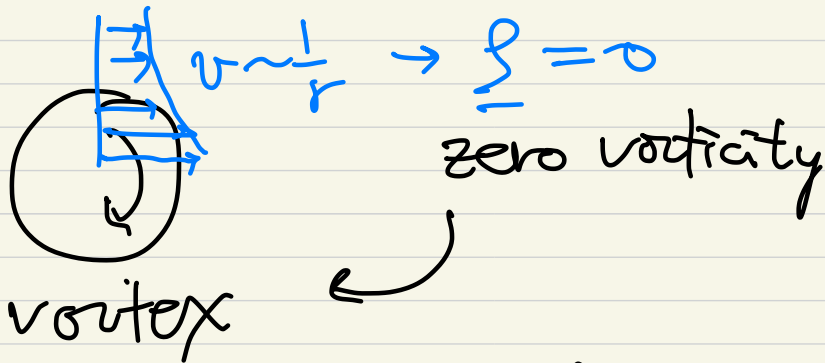 v ~ 1/r → ξ = 0
zero vorticity
vortex